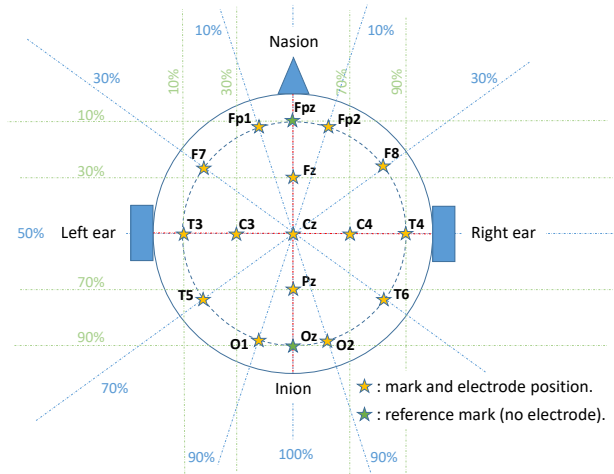 10% 10%
Nasion
30% 10% 30% 70% 90% 30%
10% Fp1 Fpz Fp2
F7 F8
30% Fz
Left ear T3 C3 Cz C4 T4 Right ear
50%
70% Pz
T5 T6
90% O1 Oz O2
70% Inion
: mark and electrode position.
: reference mark (no electrode).
90% 100% 90%